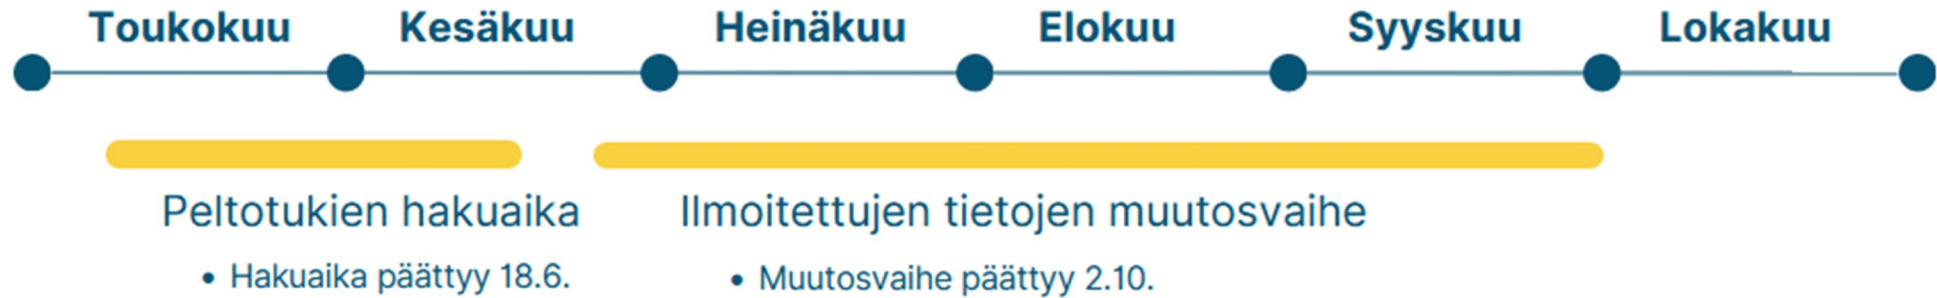 Toukokuu Kesäkuu Heinäkuu Elokuu Syyskuu Lokakuu
Peltotukien hakuaika
• Hakuaika päättyy 18.6.
Ilmoitettujen tietojen muutosvaihe
• Muutosvaihe päättyy 2.10.